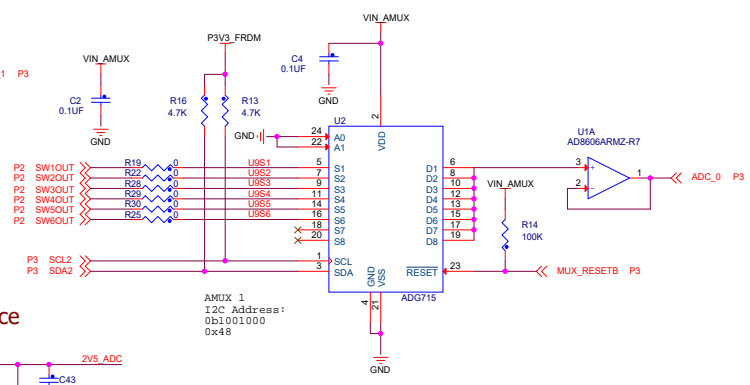 VIN_AMUX
P3V3_FRDM
VIN_AMUX
C4
0.1UF
_1 P3
C2
0.1UF
R16
4.7K
R13
4.7K
GND
GND
GND
U2
U1A
AD8606ARMZ-R7
2
VDD
24 A0
22 A1
P2 SW1OUT R19 0 U9S1 5 S1 D1 6
P2 SW2OUT R22 0 U9S2 7 S2 D2 8
P2 SW3OUT R28 0 U9S3 9 S3 D3 10
P2 SW4OUT R29 0 U9S4 11 S4 D4 12
P2 SW5OUT R30 0 U9S5 14 S5 D5 13
P2 SW6OUT R25 0 U9S6 16 S6 D6 15
18 S7 D7 17
20 S8 D8 19
3 +
2 -
1
ADC_0 P3
VIN_AMUX
R14
100K
P3 SCL2 1 SCL
P3 SDA2 3 SDA
GND
VSS
RESET 23
MUX_RESETB P3
4
21
ADG715
AMUX 1
I2C Address:
0b1001000
0x48
GND
ce
2V5_ADC
C43